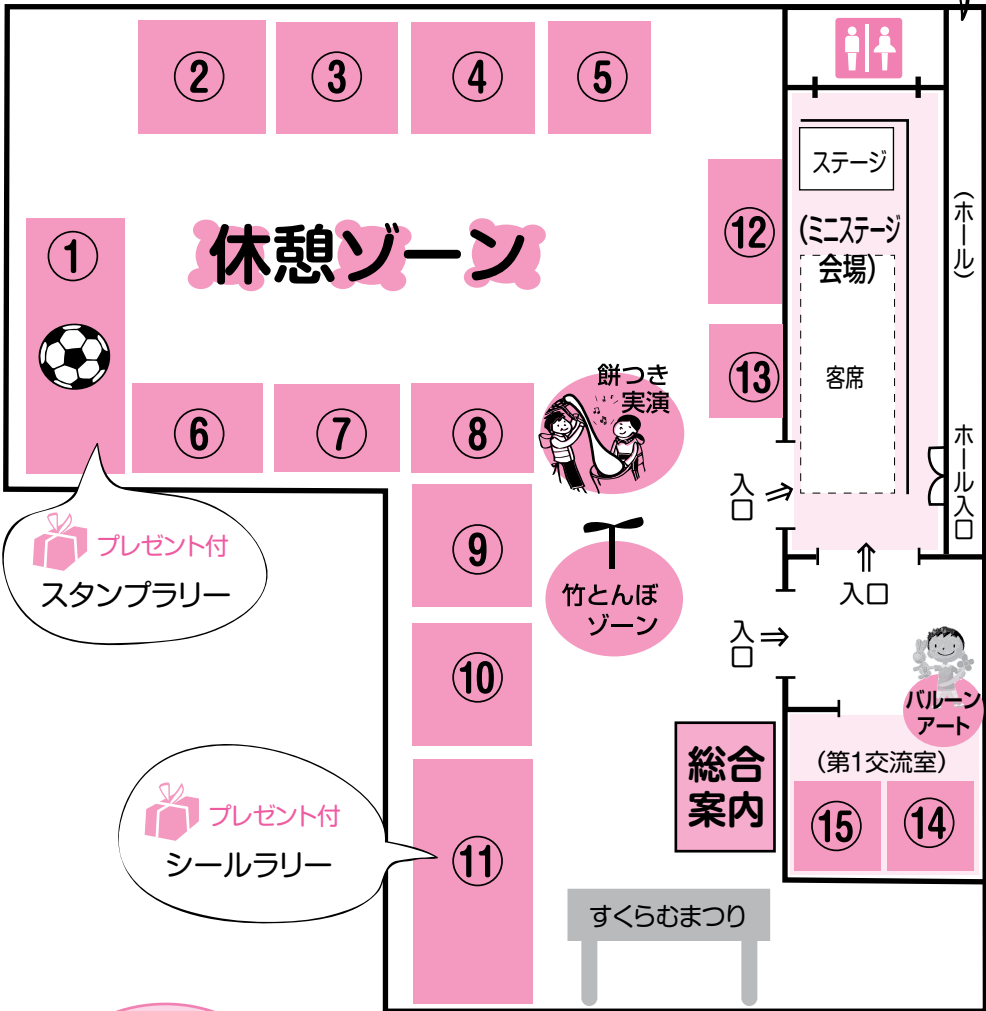 ②
③
④
⑤
ステージ
(ミニステージ
会場)
客席
(ホール)
ホール入口
①
休憩ゾーン
⑫
⑬
⑥
⑦
⑧
餅つき
実演
入口
入口
プレゼント付
スタンプラリー
⑨
竹とんぼ
ゾーン
入口
⑩
バルーン
アート
総合
案内
(第1交流室)
⑮
⑭
プレゼント付
シールラリー
⑪
すくらむまつり